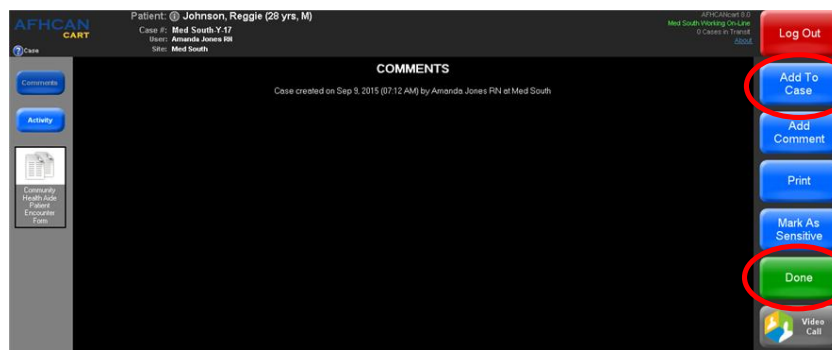 AFHCAN
CART
Case
Patient: Johnson, Reggie (28 yrs, M)
Case #: Med South-Y-17
User: Amanda Jones RN
Site: Med South
AFHCANcart 8.0
Med South Working On-Line
0 Cases in Transit
About
Log Out
Comments
Activity
Community
Health Aide
Patient
Encounter
Form
COMMENTS
Case created on Sep 9, 2015 (07:12 AM) by Amanda Jones RN at Med South
Add To
Case
Add
Comment
Print
Mark As
Sensitive
Done
Video
Call